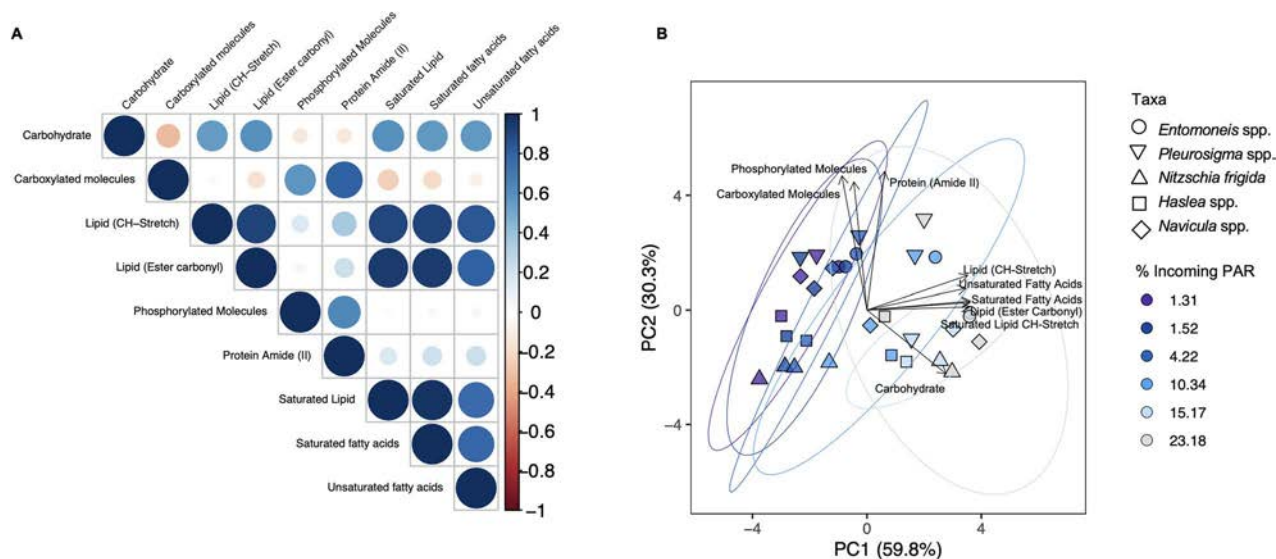 A
Carbohydrate
Carboxylated molecules
Lipid (CH−Stretch)
Lipid (Ester carbonyl)
Phosphorylated Molecules
Protein Amide (II)
Saturated Lipid
Saturated fatty acids
Unsaturated fatty acids
Carbohydrate
Carboxylated molecules
Lipid (CH−Stretch)
Lipid (Ester carbonyl)
Phosphorylated Molecules
Protein Amide (II)
Saturated Lipid
Saturated fatty acids
Unsaturated fatty acids
1
0.8
0.6
0.4
0.2
0
−0.2
−0.4
−0.6
−0.8
−1
B
PC2 (30.3%)
4
0
−4
Phosphorylated Molecules
Carboxylated Molecules
Protein (Amide II)
Lipid (CH-Stretch)
Unsaturated Fatty Acids
Saturated Fatty Acids
Lipid (Ester Carbonyl)
Saturated Lipid CH-Stretch
Carbohydrate
−4
0
4
PC1 (59.8%)
Taxa
Entomoneis spp.
Pleurosigma spp.
Nitzschia frigida
Haslea spp.
Navicula spp.
% Incoming PAR
1.31
1.52
4.22
10.34
15.17
23.18